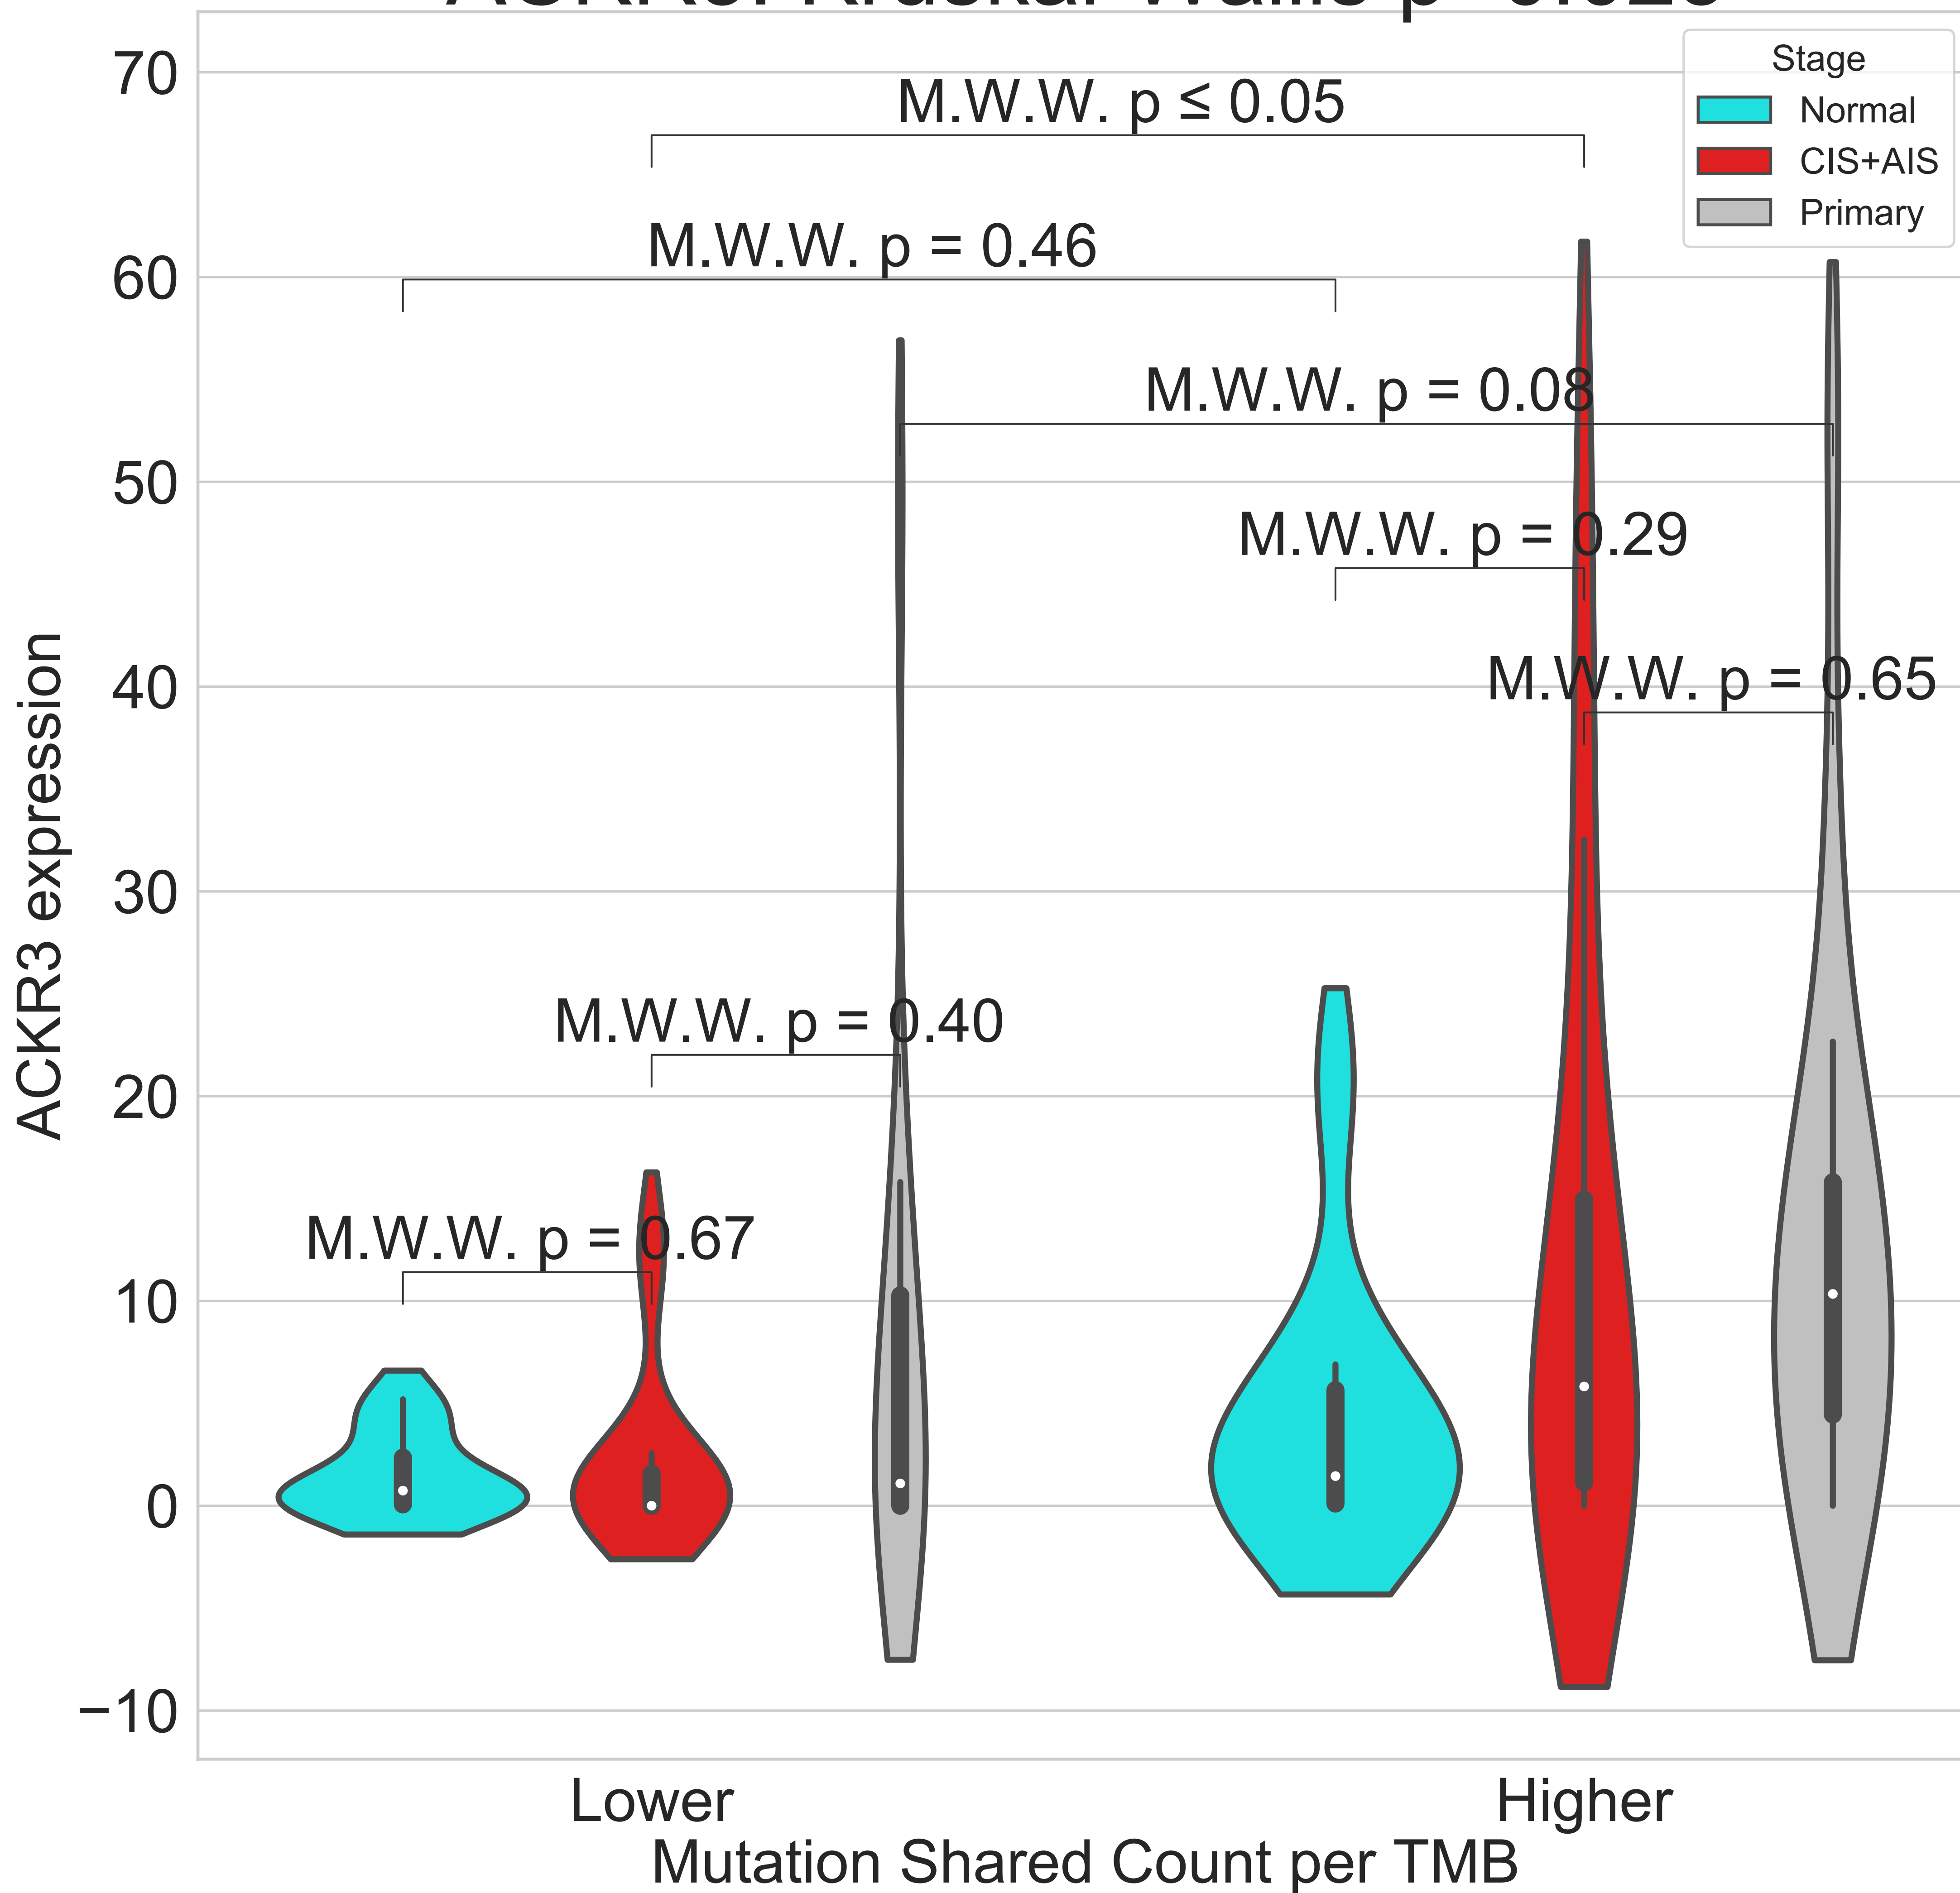 70
Stage
M.W.W. p ≤ 0.05
Normal
CIS+AIS
Primary
M.W.W. p = 0.46
60
M.W.W. p = 0.08
50
M.W.W. p = 0.29
40
M.W.W. p = 0.65
ACKR3 expression
30
M.W.W. p = 0.40
20
M.W.W. p = 0.67
10
0
−10
Lower
Higher
Mutation Shared Count per TMB